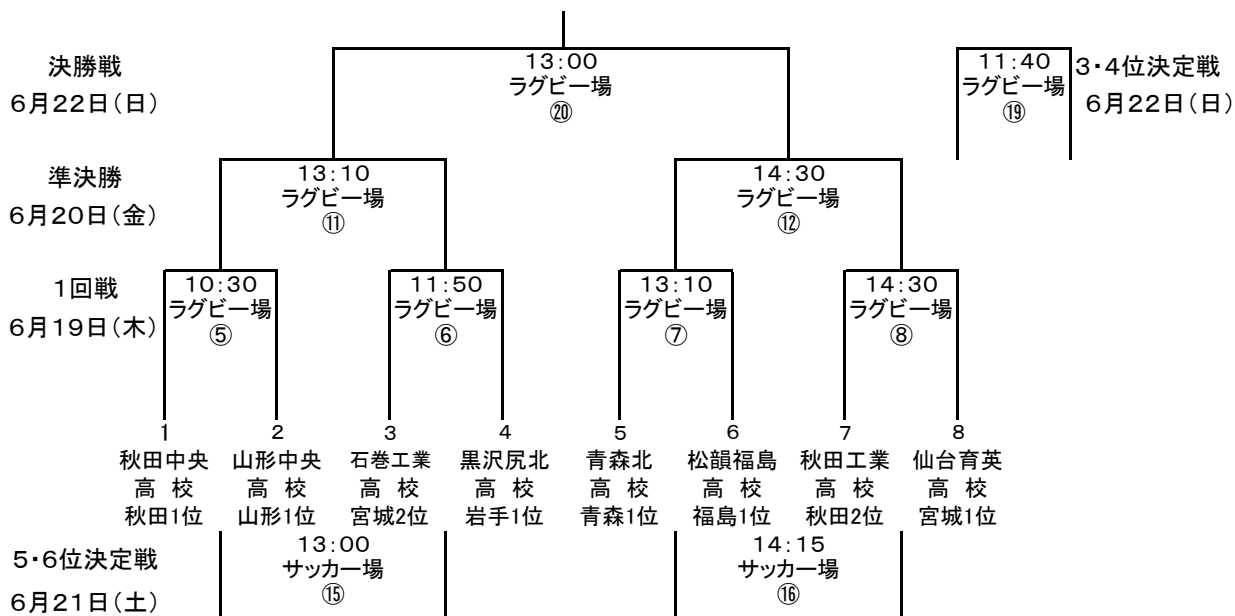 決勝戦
6月22日(日)
13:00
ラグビー場
⑳
11:40
ラグビー場
⑲
3・4位決定戦
6月22日(日)
準決勝
6月20日(金)
13:10
ラグビー場
⑪
14:30
ラグビー場
⑫
1回戦
6月19日(木)
10:30
ラグビー場
⑤
11:50
ラグビー場
⑥
13:10
ラグビー場
⑦
14:30
ラグビー場
⑧
1
秋田中央
高 校
秋田1位
2
山形中央
高 校
山形1位
3
石巻工業
高 校
宮城2位
4
黒沢尻北
高 校
岩手1位
5
青森北
高 校
青森1位
6
松韻福島
高 校
福島1位
7
秋田工業
高 校
秋田2位
8
仙台育英
高 校
宮城1位
5・6位決定戦
6月21日(土)
13:00
サッカー場
⑮
14:15
サッカー場
⑯